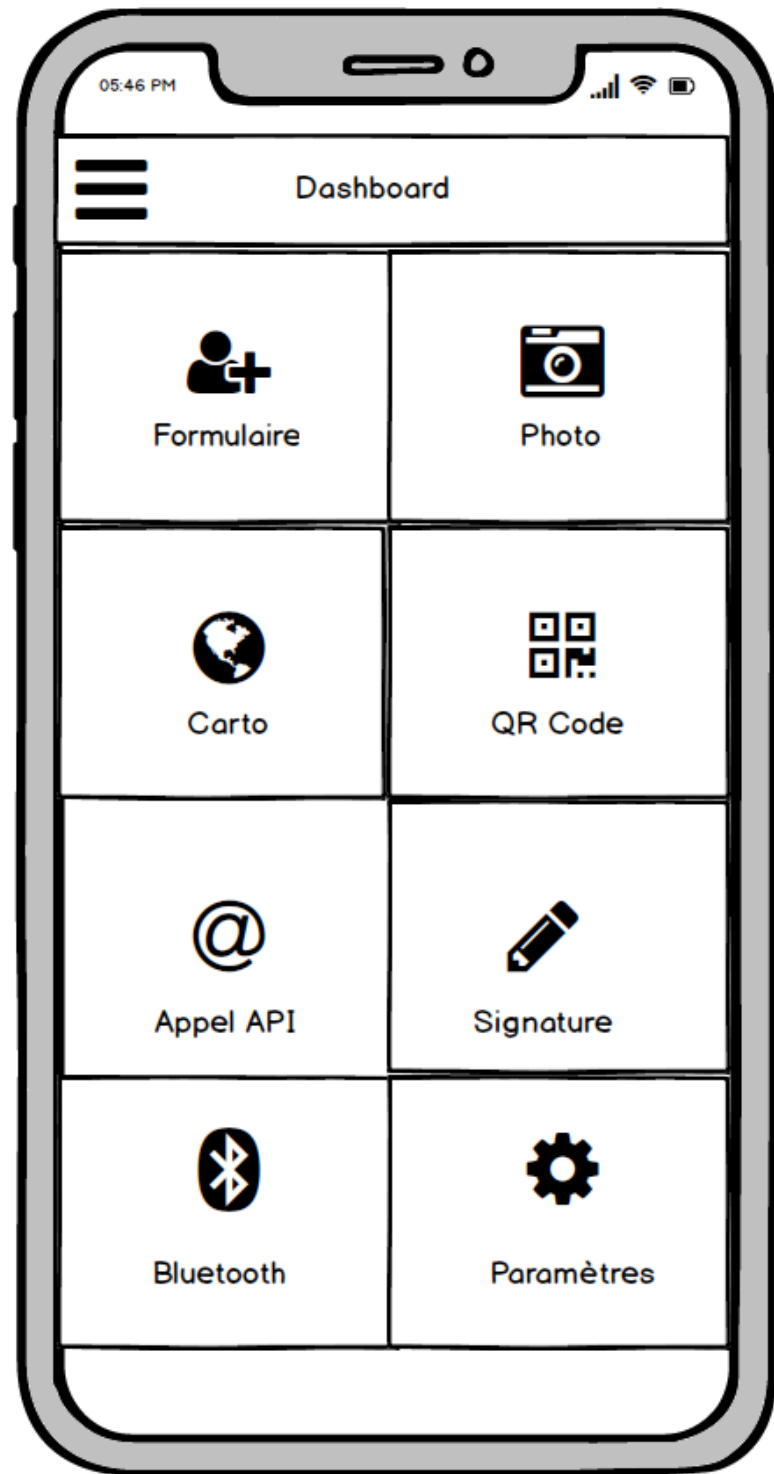 05:46 PM
Dashboard
Formulaire
Photo
Carto
QR Code
@
Appel API
Signature
Bluetooth
Paramètres